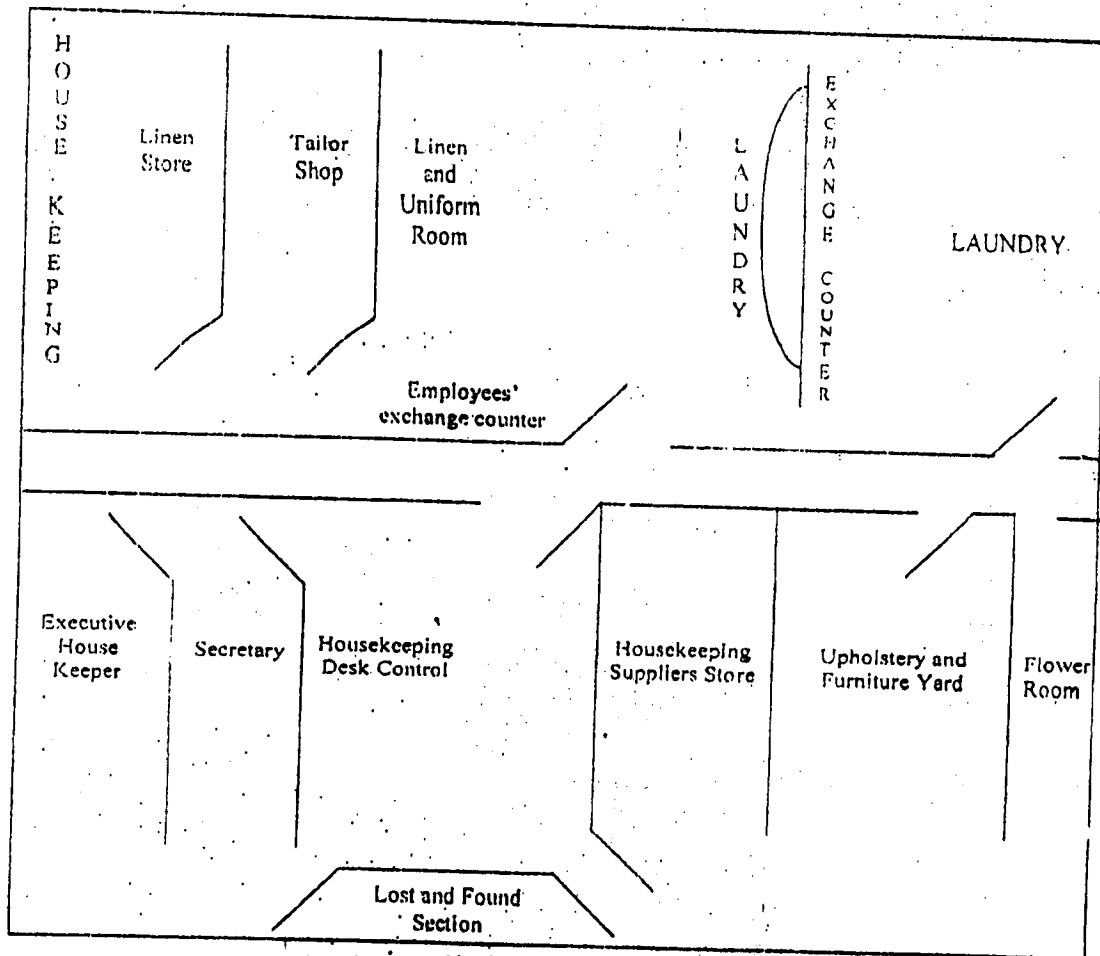 HOUSE KEEPING
Linen
Store
Tailor
Shop
Linen
and
Uniform
Room
LAUNDRY
EXCHANGE COUNTER
LAUNDRY
Employees'
exchange counter
Executive
House
Keeper
Secretary
Housekeeping
Desk Control
Housekeeping
Suppliers Store
Upholstery and
Furniture Yard
Flower
Room
Lost and Found
Section